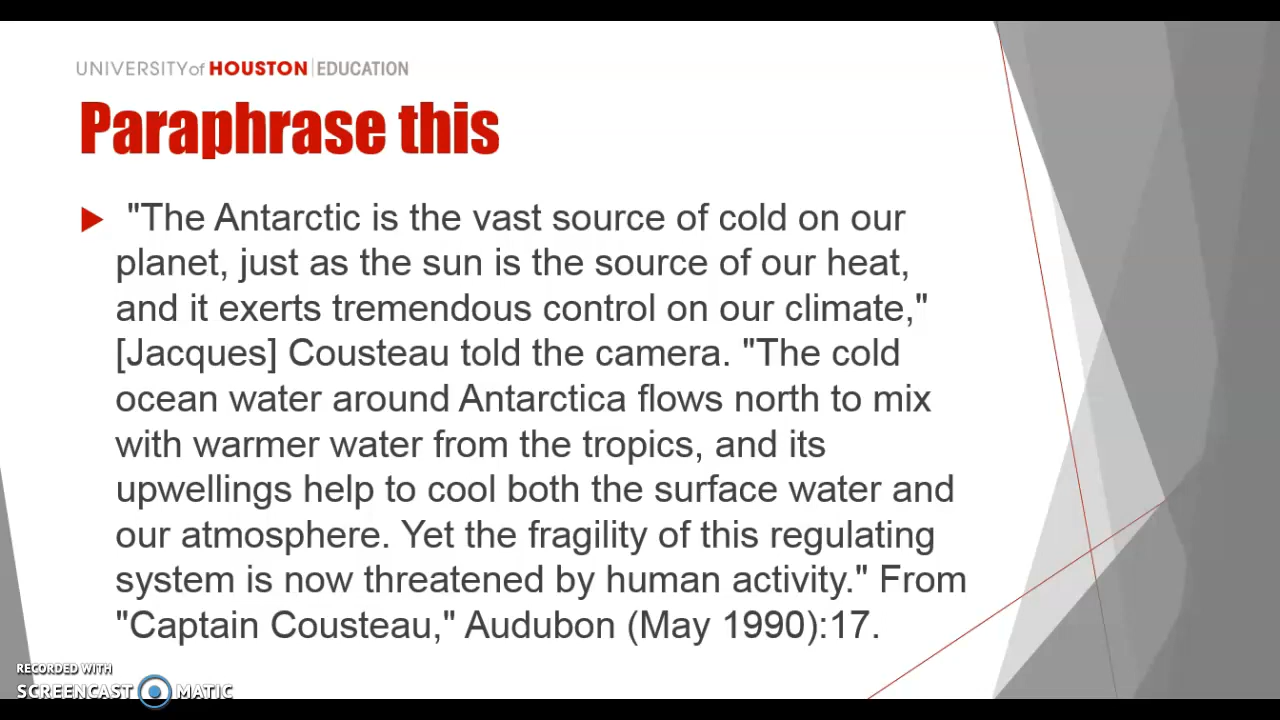 UNIVERSITY of HOUSTON | EDUCATION
Paraphrase this
"The Antarctic is the vast source of cold on our
planet, just as the sun is the source of our heat,
and it exerts tremendous control on our climate,"
[Jacques] Cousteau told the camera. "The cold
ocean water around Antarctica flows north to mix
with warmer water from the tropics, and its
upwellings help to cool both the surface water and
our atmosphere. Yet the fragility of this regulating
system is now threatened by human activity." From
"Captain Cousteau," Audubon (May 1990):17.
RECORDED WITH
SCREENCAST MATIC